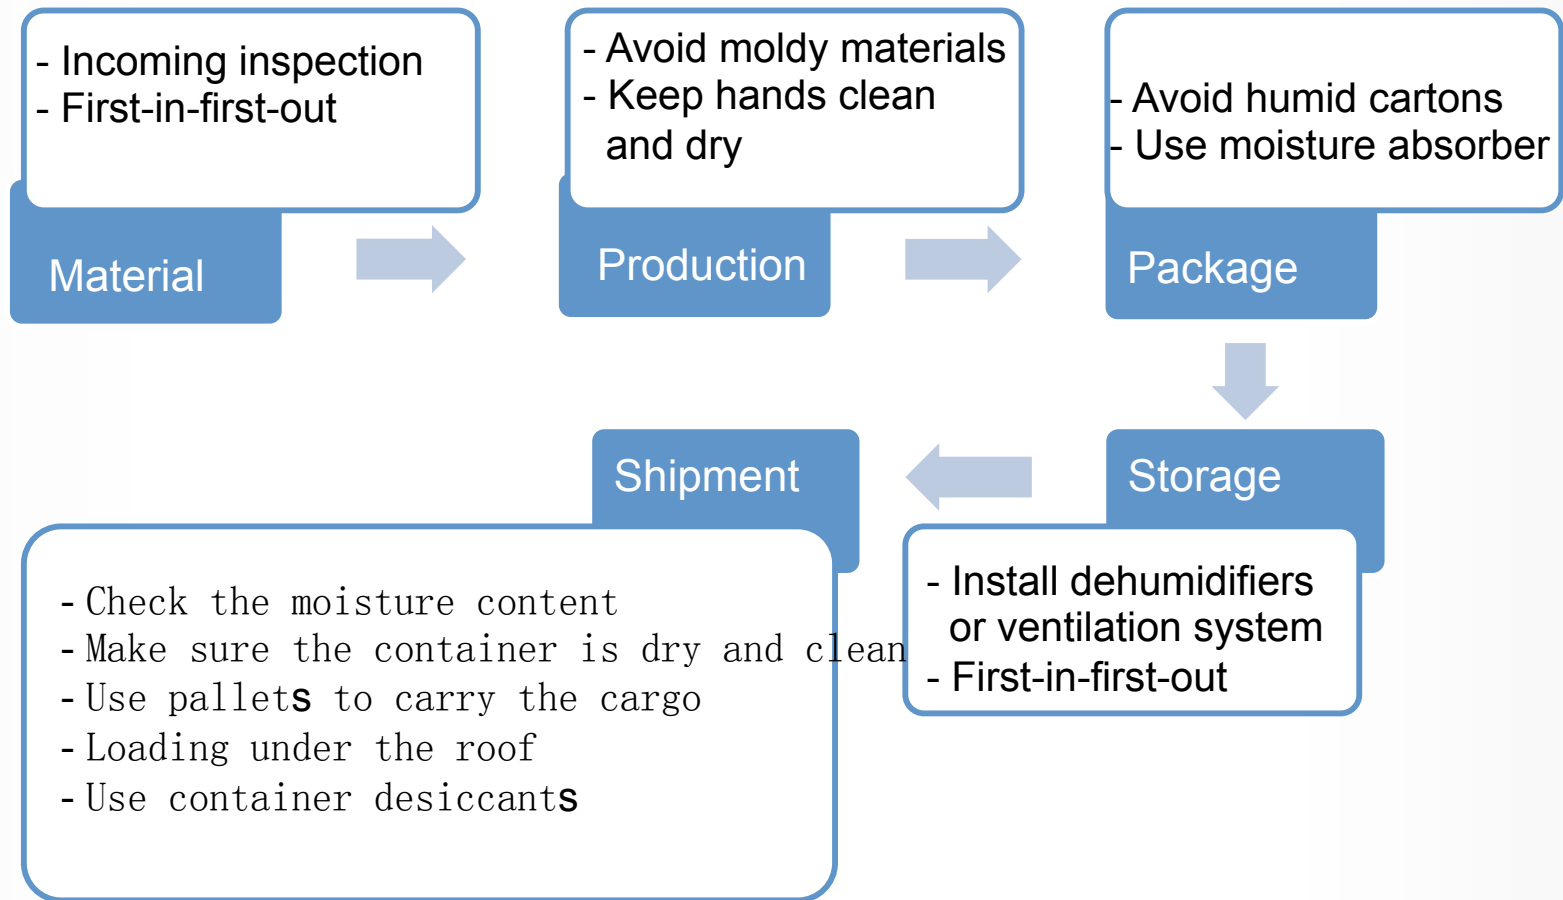 - Incoming inspection
- First-in-first-out
Material
- Avoid moldy materials
- Keep hands clean
and dry
Production
- Avoid humid cartons
- Use moisture absorber
Package
Storage
- Install dehumidifiers
or ventilation system
- First-in-first-out
Shipment
- Check the moisture content
- Make sure the container is dry and clean
- Use pallets to carry the cargo
- Loading under the roof
- Use container desiccants